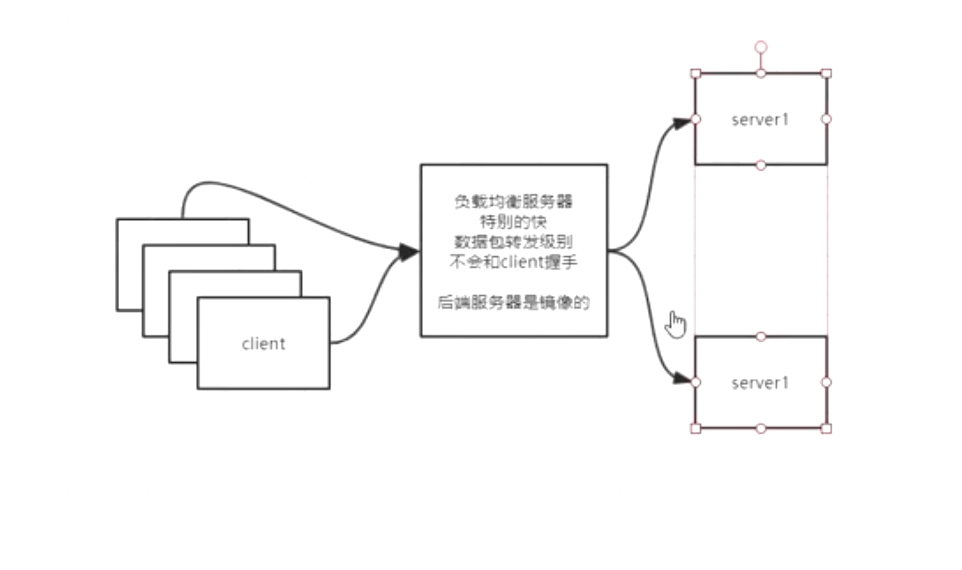 client
负载均衡服务器
特别的快
数据包转发级别
不会和client握手
后端服务器是镜像的
server1
server1